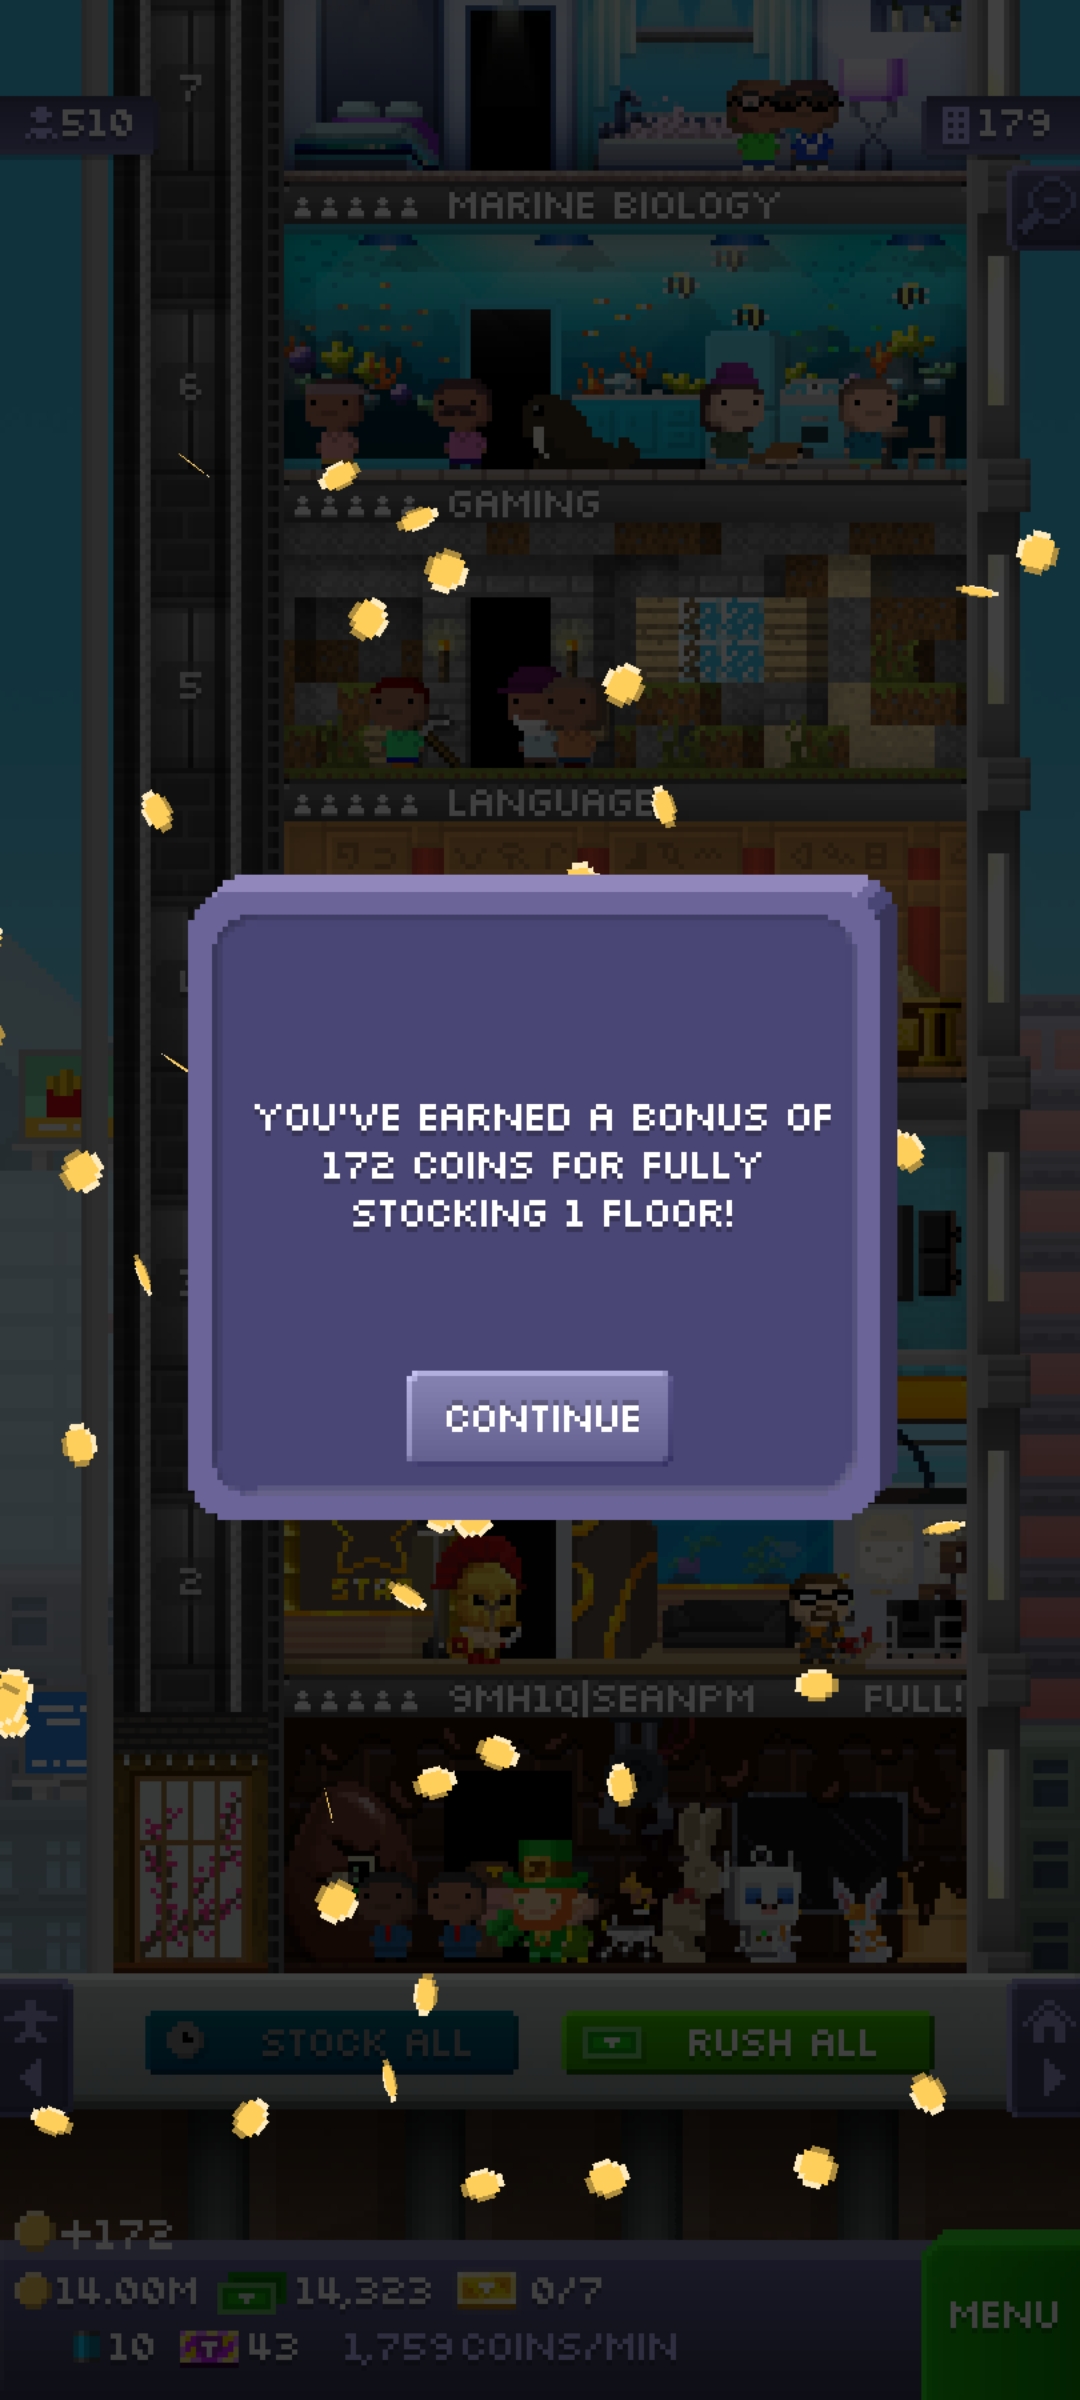 7
510
179
MARINE BIOLOGY
6
GAMING
5
LANGUAGE
YOU'VE EARNED A BONUS OF
172 COINS FOR FULLY
STOCKING 1 FLOOR!
CONTINUE
2
9MH1Q|SEANPM FULL!
STOCK ALL
RUSH ALL
+172
14.00M 14,323 0/7
10 43 1,759 COINS/MIN
MENU